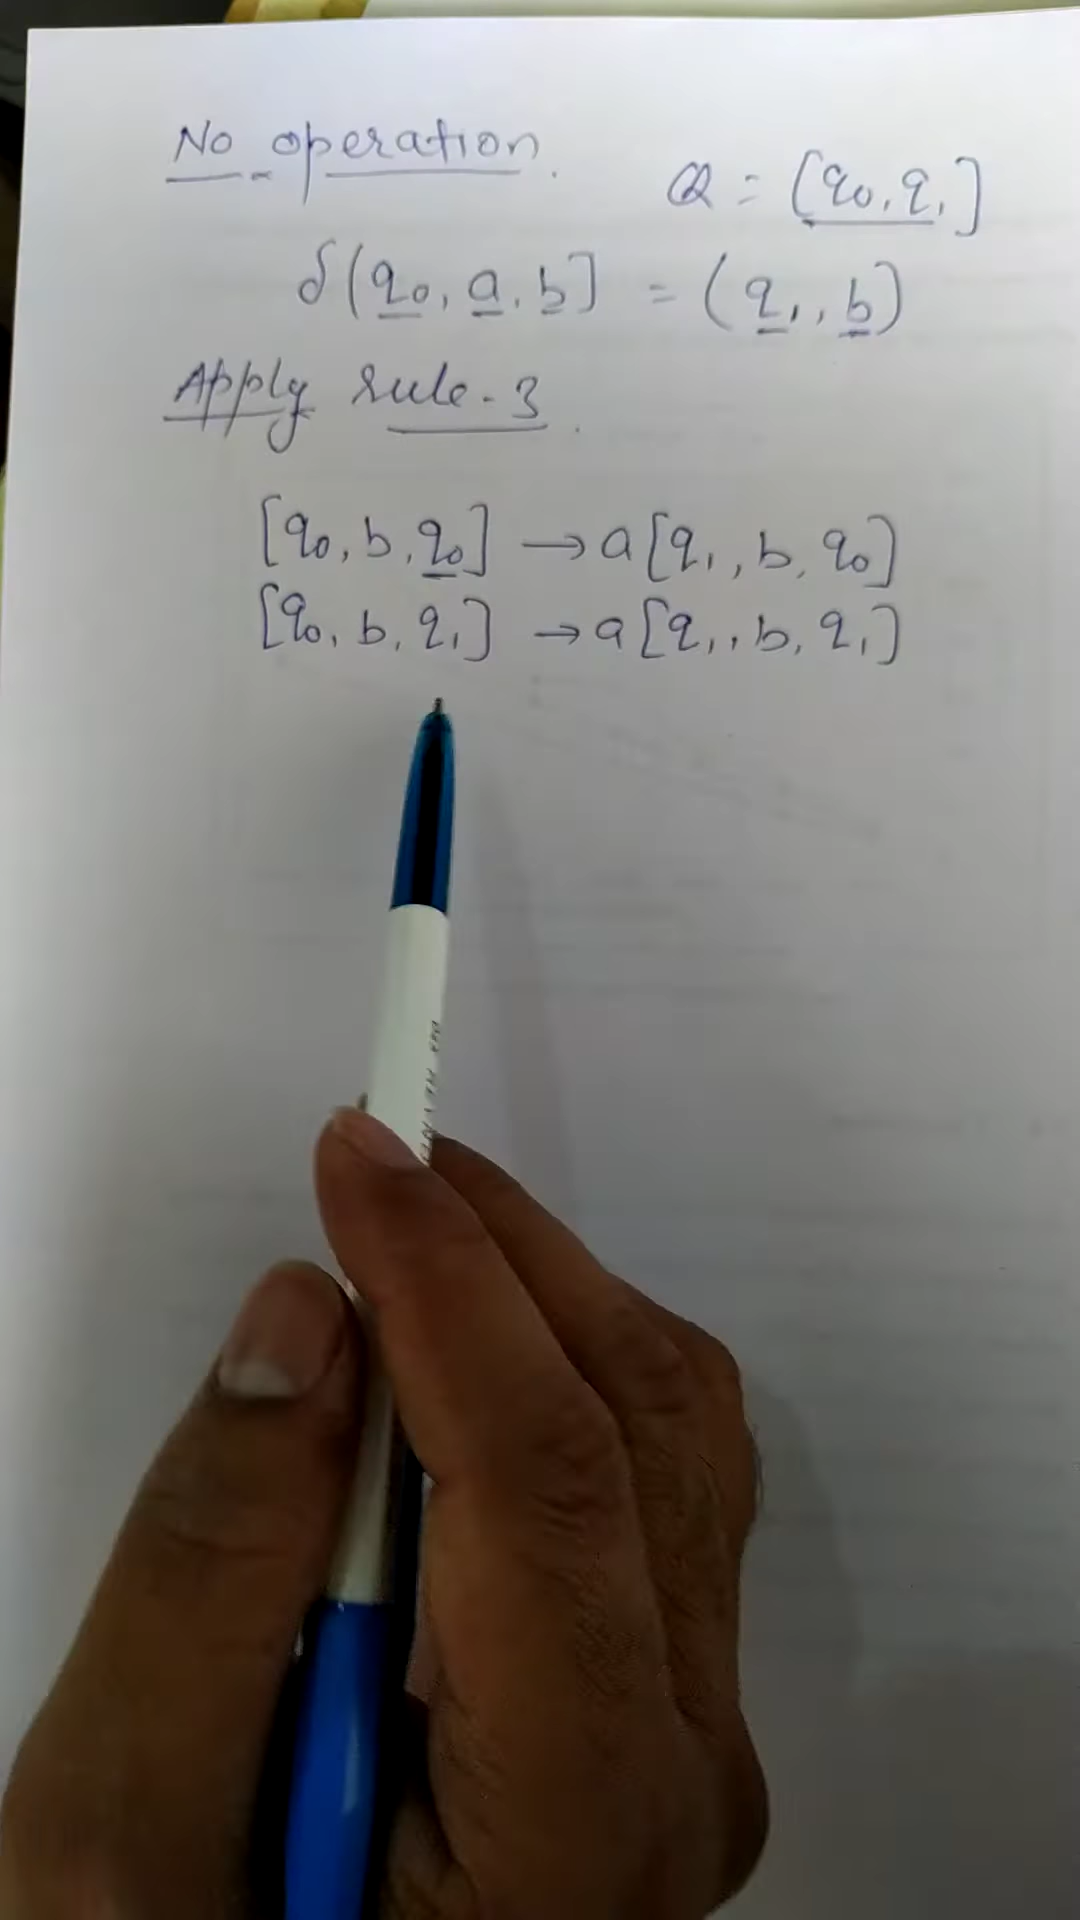 No operation.
Q = [q0, q1]
δ(q0, a, b] = (q1, b)
Apply rule-3.
[q0, b, q0] → a[q1, b, q0]
[q0, b, q1] → a[q1, b, q1]